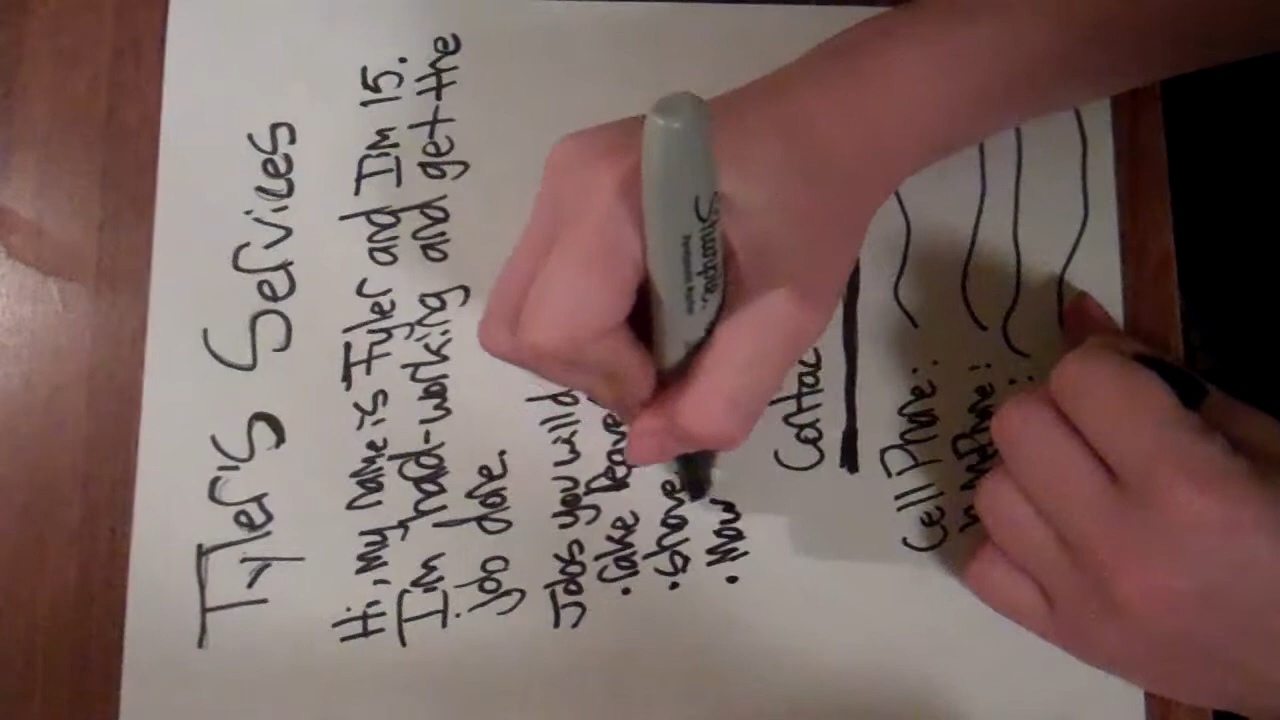 Tyler's Services
Hi, my name is Tyler and I'm 15.
I'm hard-working and get the
job done.
Jobs you will
• Rake leave
• Shove
• Mow
Contac
Cell Phone:
Sharpie